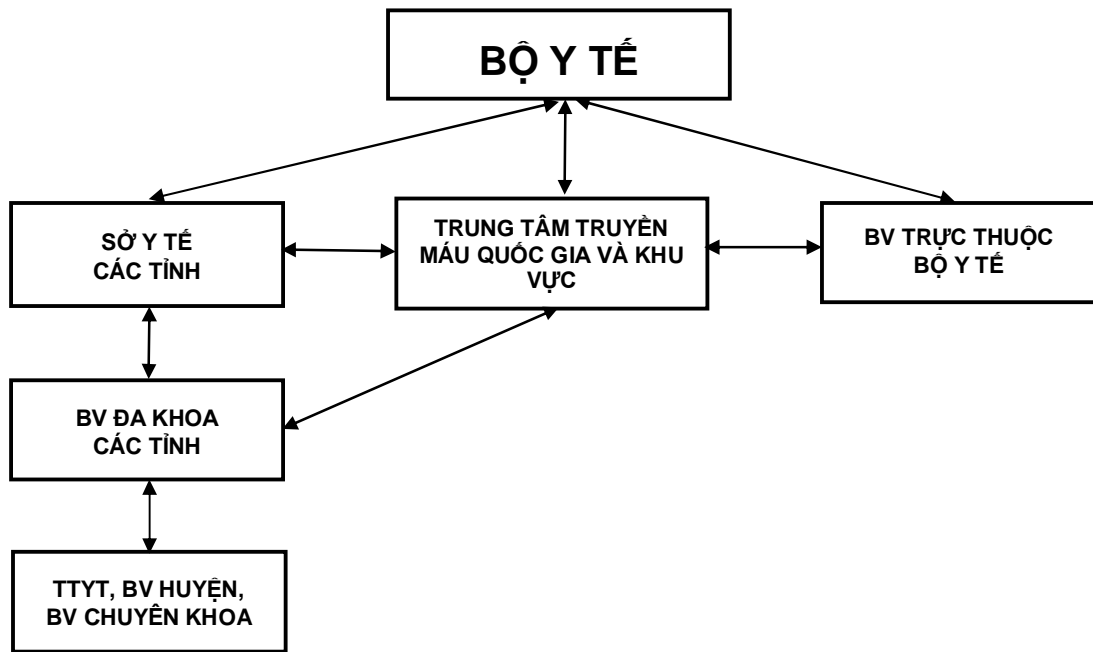 BỘ Y TẾ
SỞ Y TẾ
CÁC TỈNH
TRUNG TÂM TRUYỀN
MÁU QUỐC GIA VÀ KHU
VỰC
BV TRỰC THUỘC
BỘ Y TẾ
BV ĐA KHOA
CÁC TỈNH
TTYT, BV HUYỆN,
BV CHUYÊN KHOA